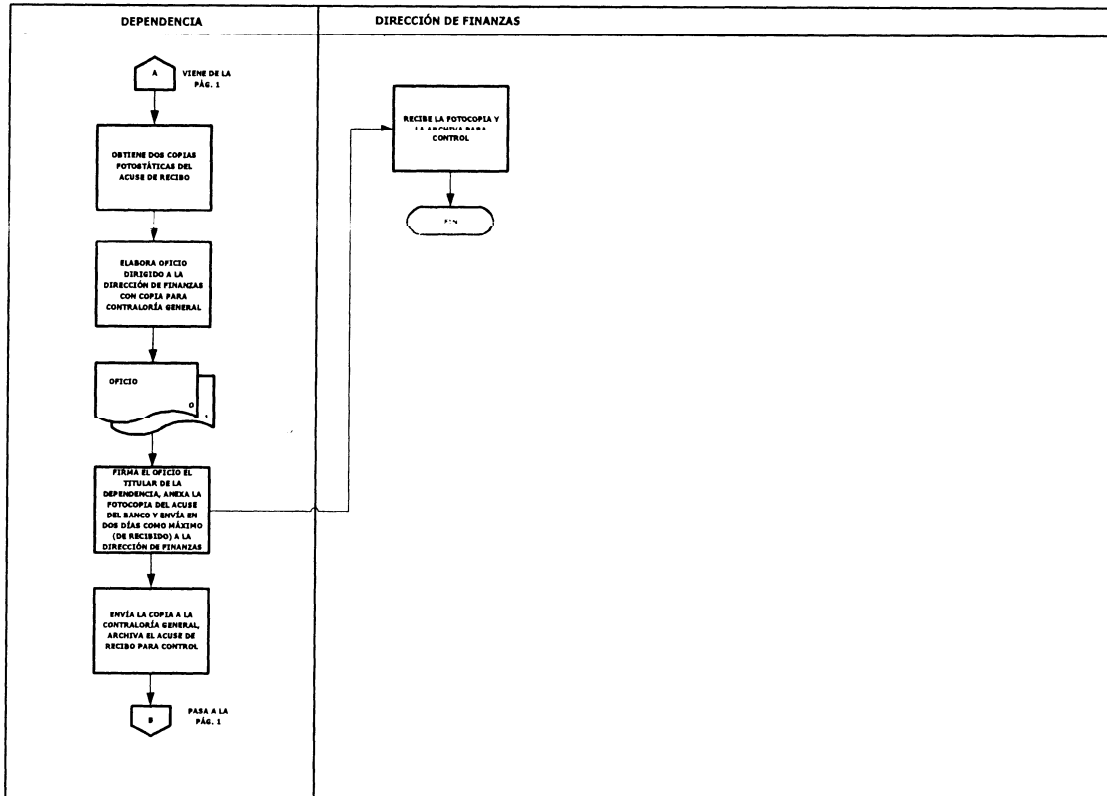 DEPENDENCIA
DIRECCIÓN DE FINANZAS
A
VIENE DE LA
PÁG. 1
OBTIENE DOS COPIAS
FOTOSTÁTICAS DEL
ACUSE DE RECIBO
ELABORA OFICIO
DIRIGIDO A LA
DIRECCIÓN DE FINANZAS
CON COPIA PARA
CONTRALORÍA GENERAL
OFICIO
O
FIRMA EL OFICIO EL
TITULAR DE LA
DEPENDENCIA, ANEXA LA
FOTOCOPIA DEL ACUSE
DEL BANCO Y ENVÍA EN
DOS DÍAS COMO MÁXIMO
(DE RECIBIDO) A LA
DIRECCIÓN DE FINANZAS
ENVÍA LA COPIA A LA
CONTRALORÍA GENERAL,
ARCHIVA EL ACUSE DE
RECIBO PARA CONTROL
B
PASA A LA
PÁG. 1
RECIBE LA FOTOCOPIA Y
LA ARCHIVA PARA
CONTROL
FIN